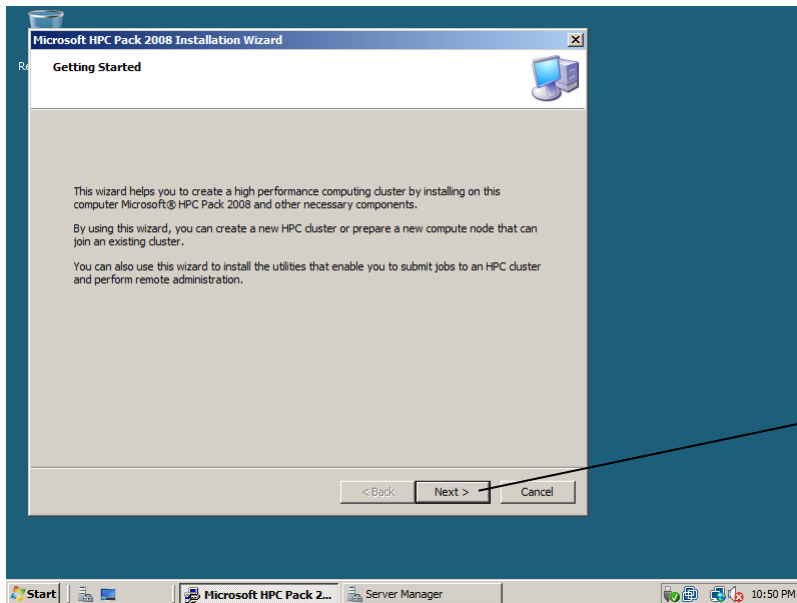 Microsoft HPC Pack 2008 Installation Wizard
Re
Getting Started
This wizard helps you to create a high performance computing cluster by installing on this
computer Microsoft® HPC Pack 2008 and other necessary components.
By using this wizard, you can create a new HPC cluster or prepare a new compute node that can
join an existing cluster.
You can also use this wizard to install the utilities that enable you to submit jobs to an HPC cluster
and perform remote administration.
< Back
Next >
Cancel
Start
Microsoft HPC Pack 2...
Server Manager
10:50 PM